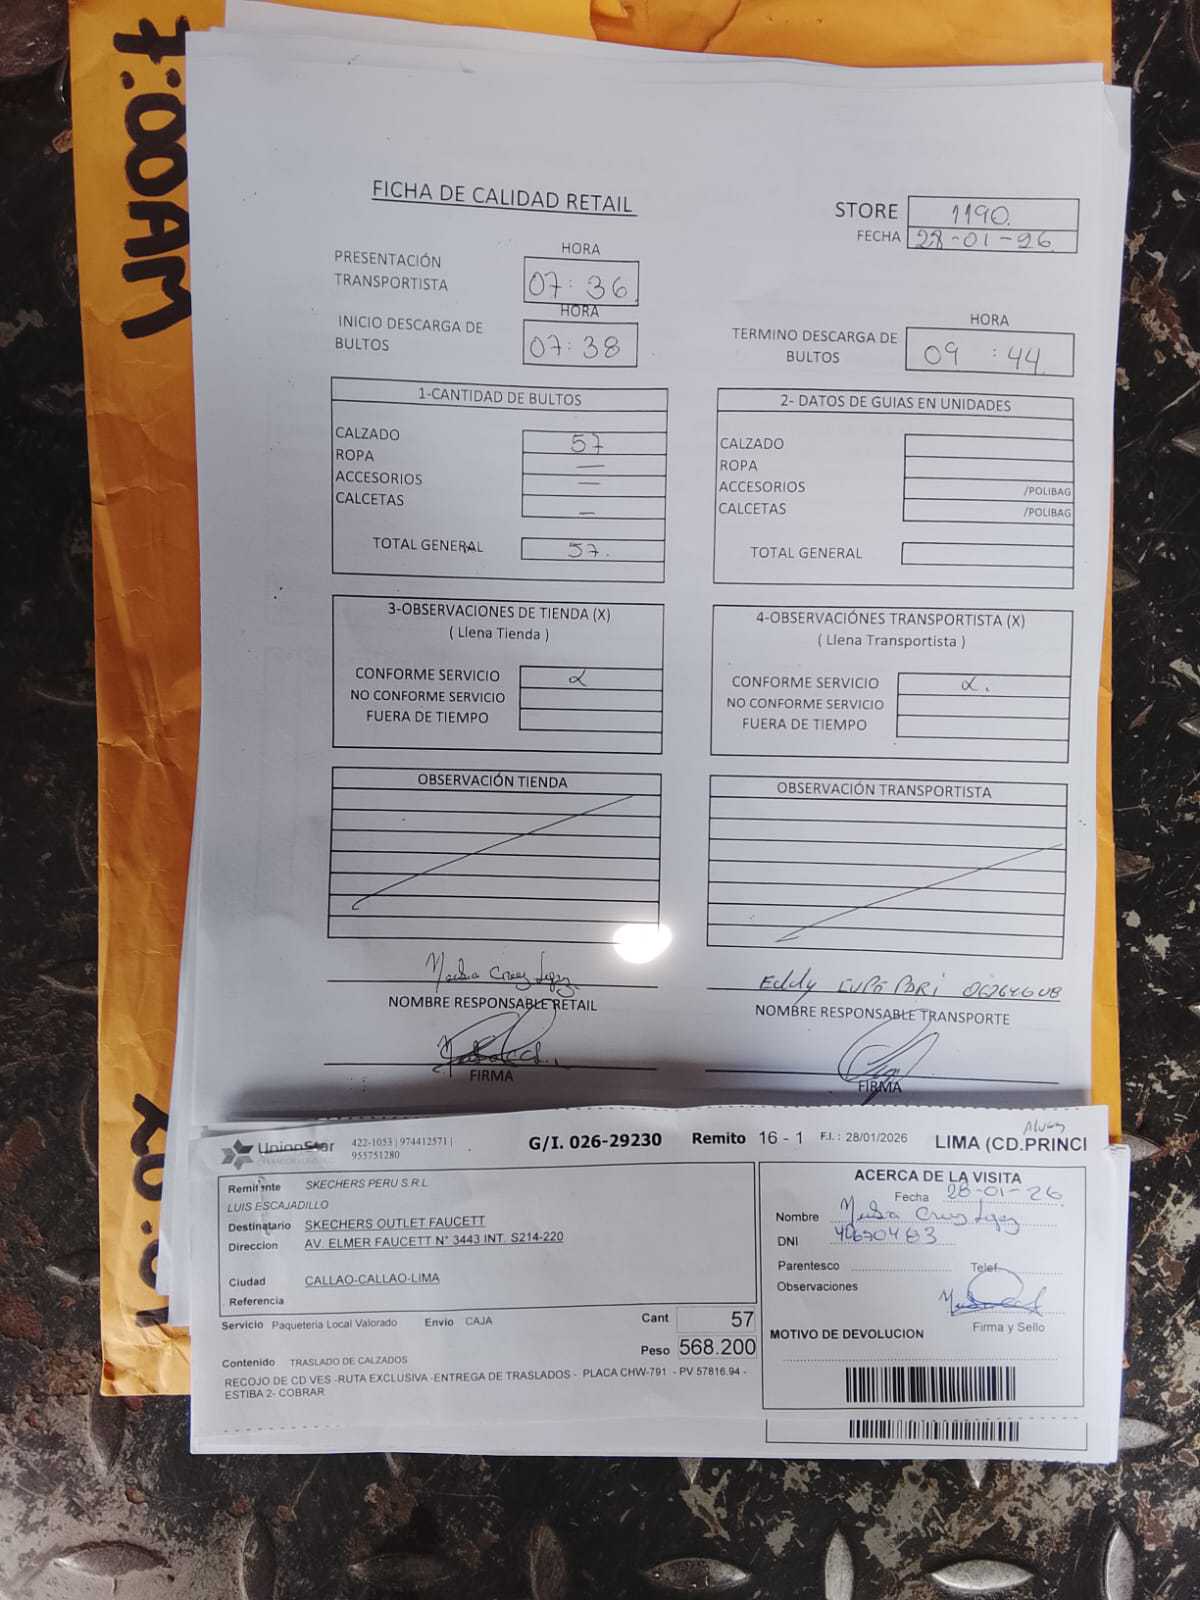 7:00AM
FICHA DE CALIDAD RETAIL
STORE 1190.
FECHA 28-01-26
HORA
PRESENTACIÓN TRANSPORTISTA 07:36
HORA
INICIO DESCARGA DE BULTOS 07:38
HORA
TERMINO DESCARGA DE BULTOS 09:44
1-CANTIDAD DE BULTOS
CALZADO 57
ROPA —
ACCESORIOS —
CALCETAS —
TOTAL GENERAL 57.
2- DATOS DE GUIAS EN UNIDADES
CALZADO
ROPA
ACCESORIOS /POLIBAG
CALCETAS /POLIBAG
TOTAL GENERAL
3-OBSERVACIONES DE TIENDA (X)
( Llena Tienda )
CONFORME SERVICIO x
NO CONFORME SERVICIO
FUERA DE TIEMPO
4-OBSERVACIÓNES TRANSPORTISTA (X)
( Llena Transportista )
CONFORME SERVICIO x.
NO CONFORME SERVICIO
FUERA DE TIEMPO
OBSERVACIÓN TIENDA
OBSERVACIÓN TRANSPORTISTA
Cruz Lopez
NOMBRE RESPONSABLE RETAIL
FIRMA
Eddy
NOMBRE RESPONSABLE TRANSPORTE
FIRMA
UnionStar
422-1053 | 974412571 |
955751280
G/I. 026-29230 Remito 16 - 1 F.I. : 28/01/2026 LIMA (CD.PRINCI
Remitente SKECHERS PERU S.R.L
LUIS ESCAJADILLO
Destinatario SKECHERS OUTLET FAUCETT
Direccion AV. ELMER FAUCETT N° 3443 INT. S214-220
Ciudad CALLAO-CALLAO-LIMA
Referencia
Servicio Paqueteria Local Valorado Envio CAJA Cant 57
Peso 568.200
Contenido TRASLADO DE CALZADOS
RECOJO DE CD VES -RUTA EXCLUSIVA -ENTREGA DE TRASLADOS - PLACA CHW-791 - PV 57816.94 -
ESTIBA 2- COBRAR
ACERCA DE LA VISITA
Fecha 28-01-26
Nombre Cruz Lopez
DNI
Parentesco Telef.
Observaciones
Firma y Sello
MOTIVO DE DEVOLUCION